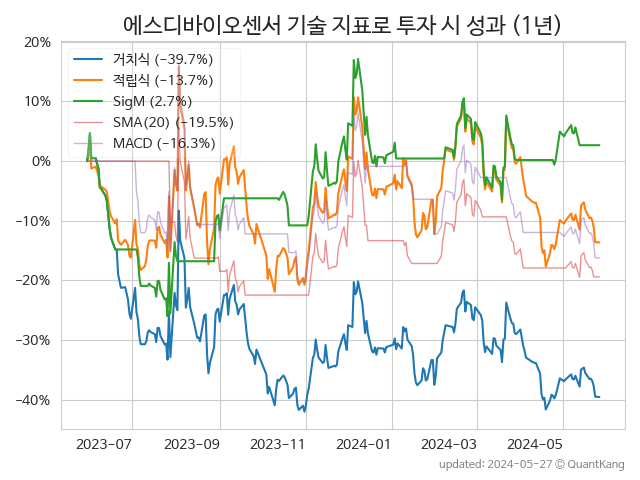 에스디바이오센서 기술 지표로 투자 시 성과 (1년)
20%
10%
0%
−10%
−20%
−30%
−40%
거치식 (−39.7%)
적립식 (−13.7%)
SigM (2.7%)
SMA(20) (−19.5%)
MACD (−16.3%)
2023−07 2023−09 2023−11 2024−01 2024−03 2024−05
updated: 2024-05-27 © QuantKang